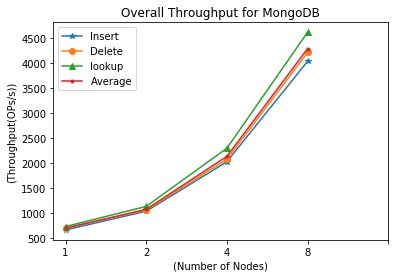 Overall Throughput for MongoDB
Insert
Delete
lookup
Average
4500
4000
3500
3000
2500
2000
1500
1000
500
(Throughput(OPs/s))
1 2 4 8
(Number of Nodes)